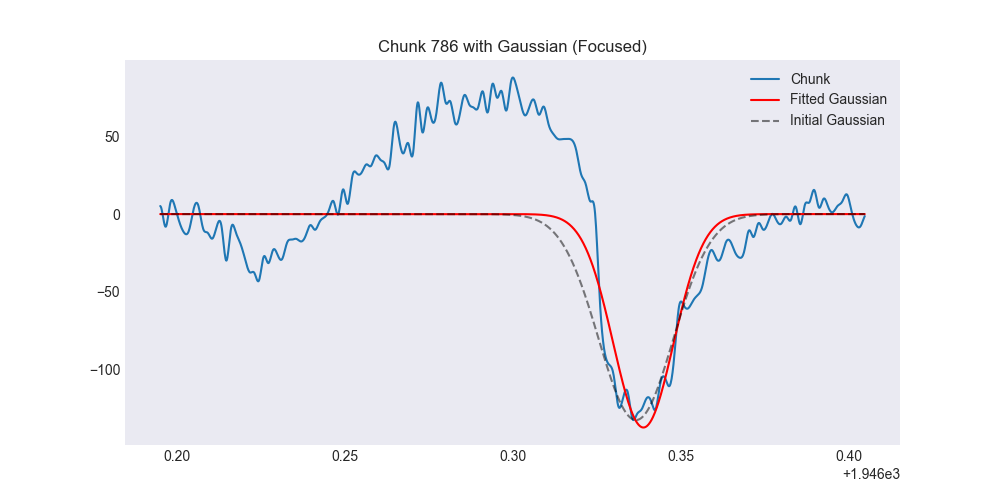 Chunk 786 with Gaussian (Focused)
Chunk
Fitted Gaussian
Initial Gaussian
50
0
−50
−100
0.20 0.25 0.30 0.35 0.40
+1.946e3